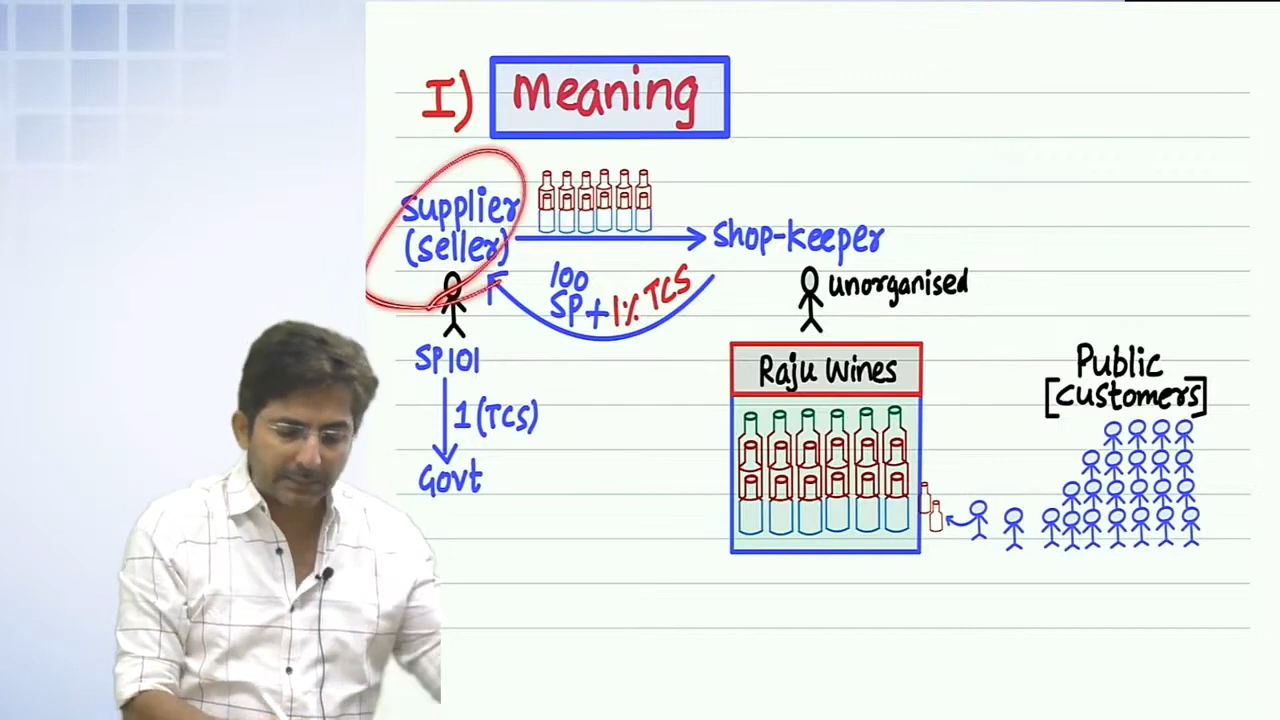 I) Meaning
Supplier
(seller)
Shop-keeper
100
SP + 1% TCS
unorganised
SP 101
1 (TCS)
Govt
Raju Wines
Public
[customers]